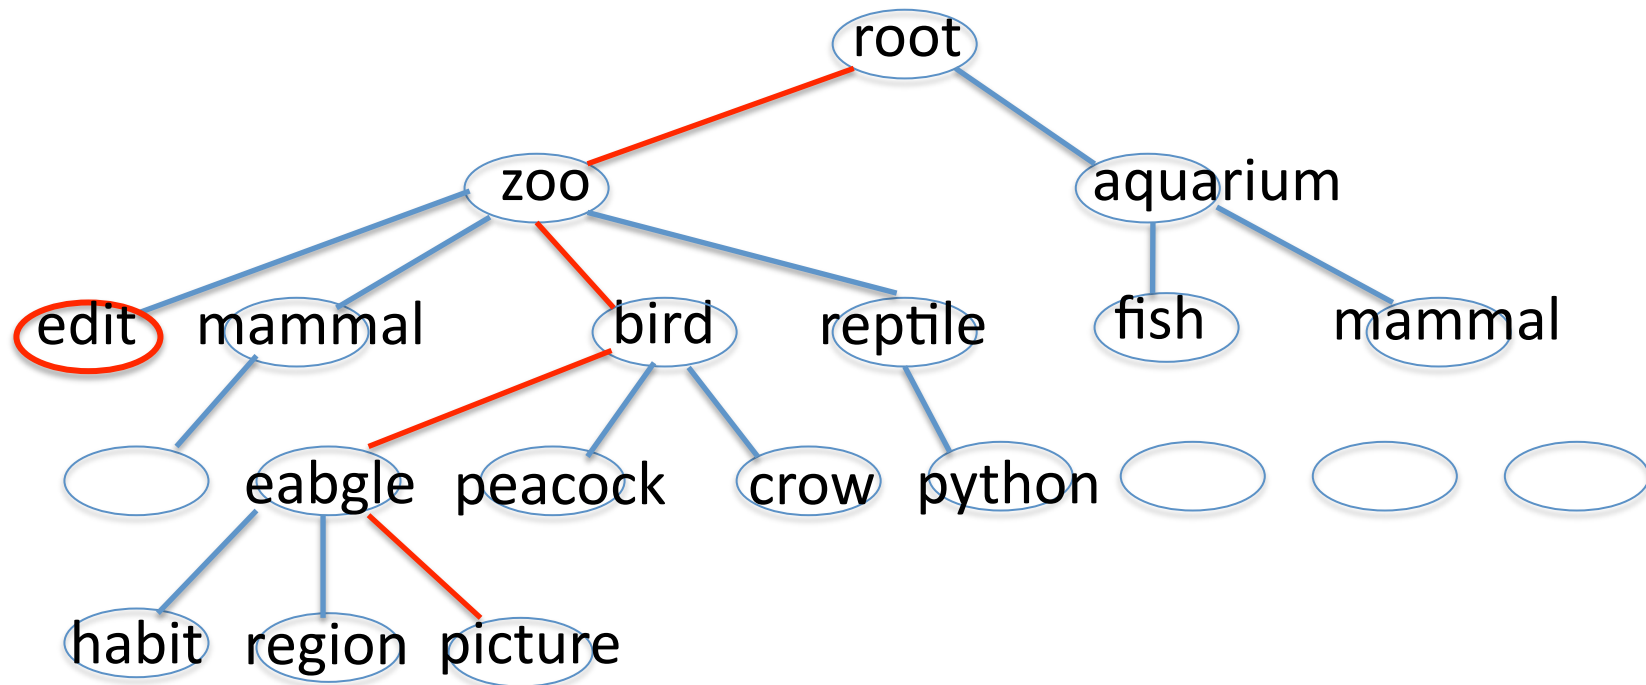 root
zoo aquarium
edit mammal bird reptile fish mammal
eabgle peacock crow python
habit region picture